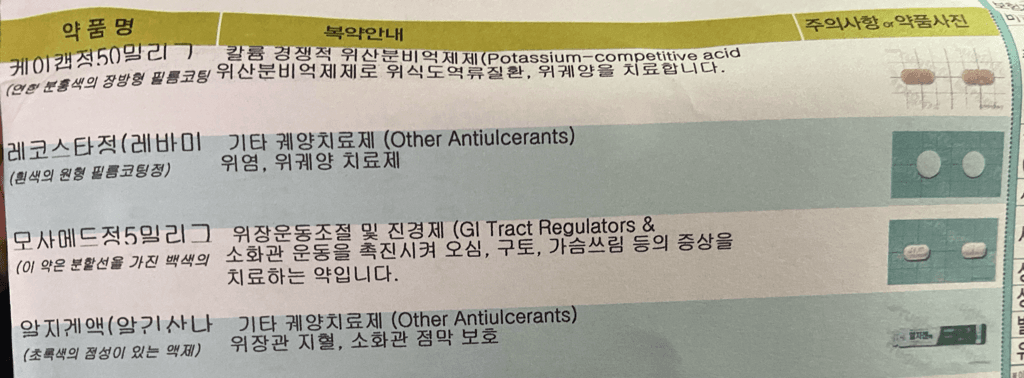 약품명 복약안내 주의사항 or 약품사진
케이캡정50밀리그 칼륨 경쟁적 위산분비억제제(Potassium-competitive acid
(연한 분홍색의 장방형 필름코팅 위산분비억제제로 위식도역류질환, 위궤양을 치료합니다.
레코스타정(레바미 기타 궤양치료제 (Other Antiulcerants)
(흰색의 원형 필름코팅정) 위염, 위궤양 치료제
모사메드정5밀리그 위장운동조절 및 진경제 (GI Tract Regulators &
(이 약은 분할선을 가진 백색의 소화관 운동을 촉진시켜 오심, 구토, 가슴쓰림 등의 증상을
치료하는 약입니다.
알지겐액(알기산나 기타 궤양치료제 (Other Antiulcerants)
(초록색의 점성이 있는 액제) 위장관 지혈, 소화관 점막 보호